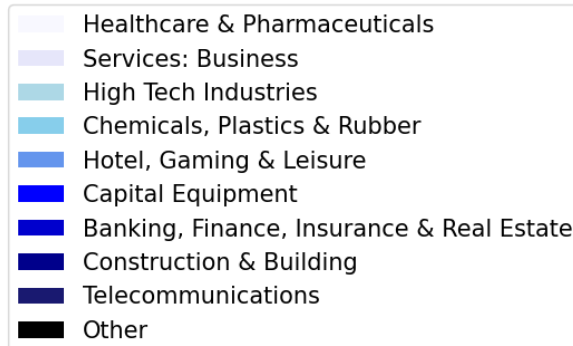 Healthcare & Pharmaceuticals
Services: Business
High Tech Industries
Chemicals, Plastics & Rubber
Hotel, Gaming & Leisure
Capital Equipment
Banking, Finance, Insurance & Real Estate
Construction & Building
Telecommunications
Other